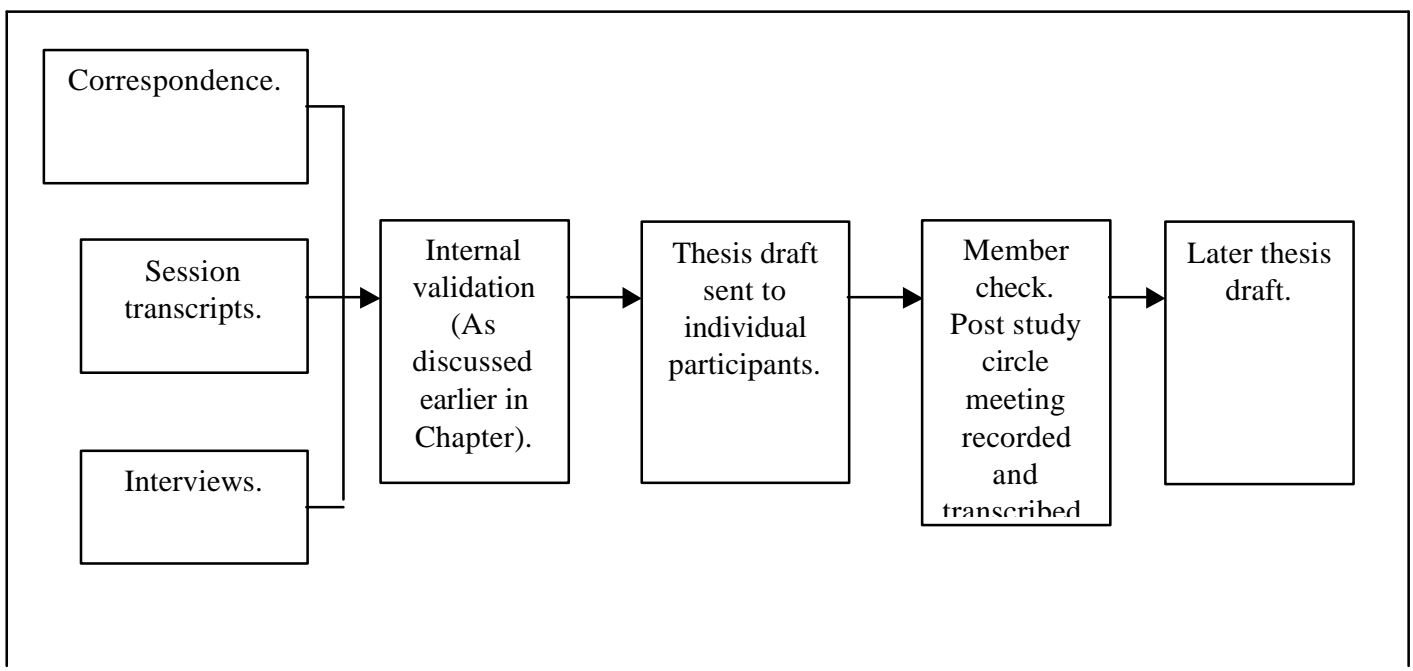 Correspondence.
Session
transcripts.
Interviews.
Internal
validation
(As
discussed
earlier in
Chapter).
Thesis draft
sent to
individual
participants.
Member
check.
Post study
circle
meeting
recorded
and
transcribed
Later thesis
draft.